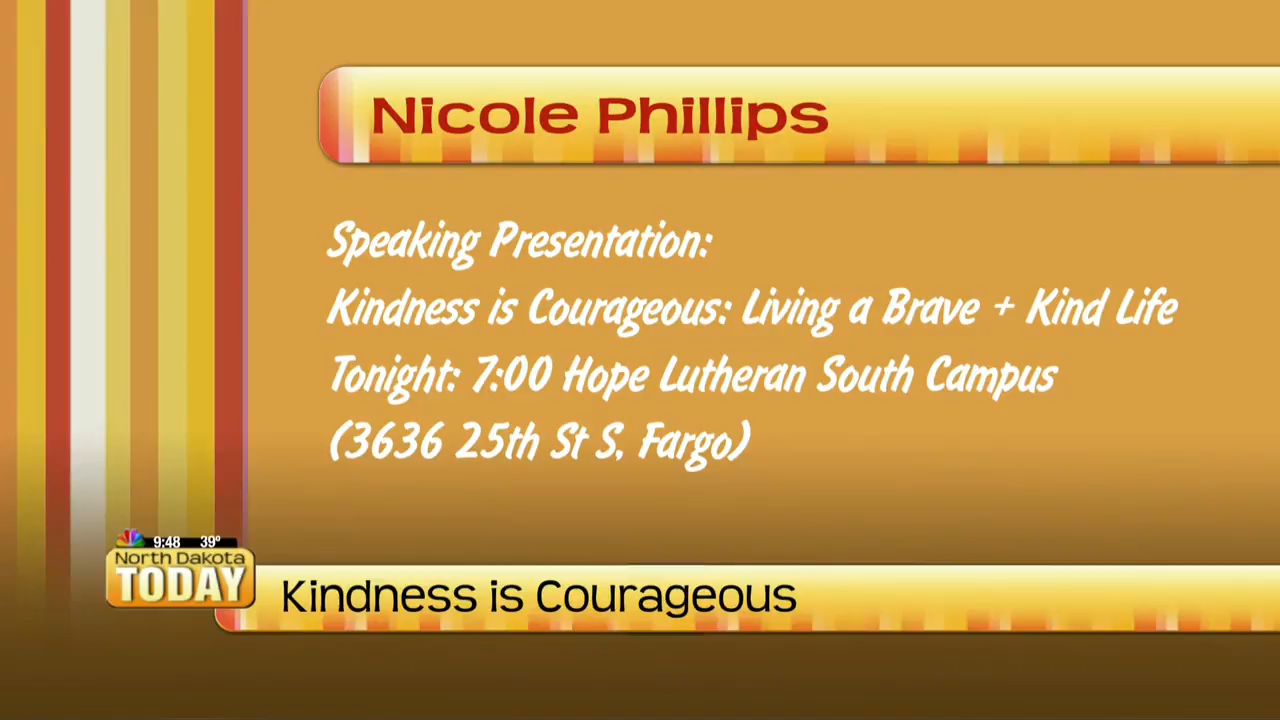 Nicole Phillips
Speaking Presentation:
Kindness is Courageous: Living a Brave + Kind Life
Tonight: 7:00 Hope Lutheran South Campus
(3636 25th St S, Fargo)
9:48 39°
North Dakota
TODAY
Kindness is Courageous